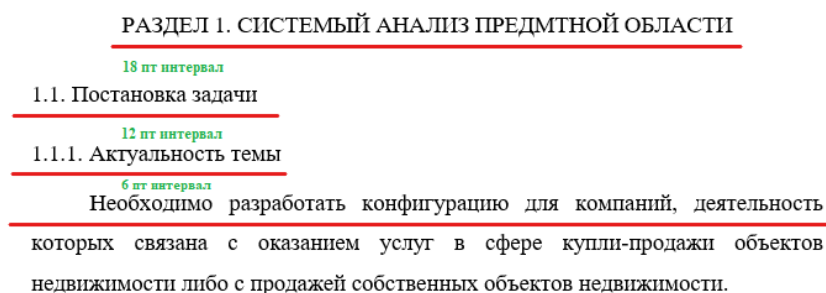 РАЗДЕЛ 1. СИСТЕМЫЙ АНАЛИЗ ПРЕДМТНОЙ ОБЛАСТИ
18 пт интервал
1.1. Постановка задачи
12 пт интервал
1.1.1. Актуальность темы
6 пт интервал
Необходимо разработать конфигурацию для компаний, деятельность
которых связана с оказанием услуг в сфере купли-продажи объектов
недвижимости либо с продажей собственных объектов недвижимости.